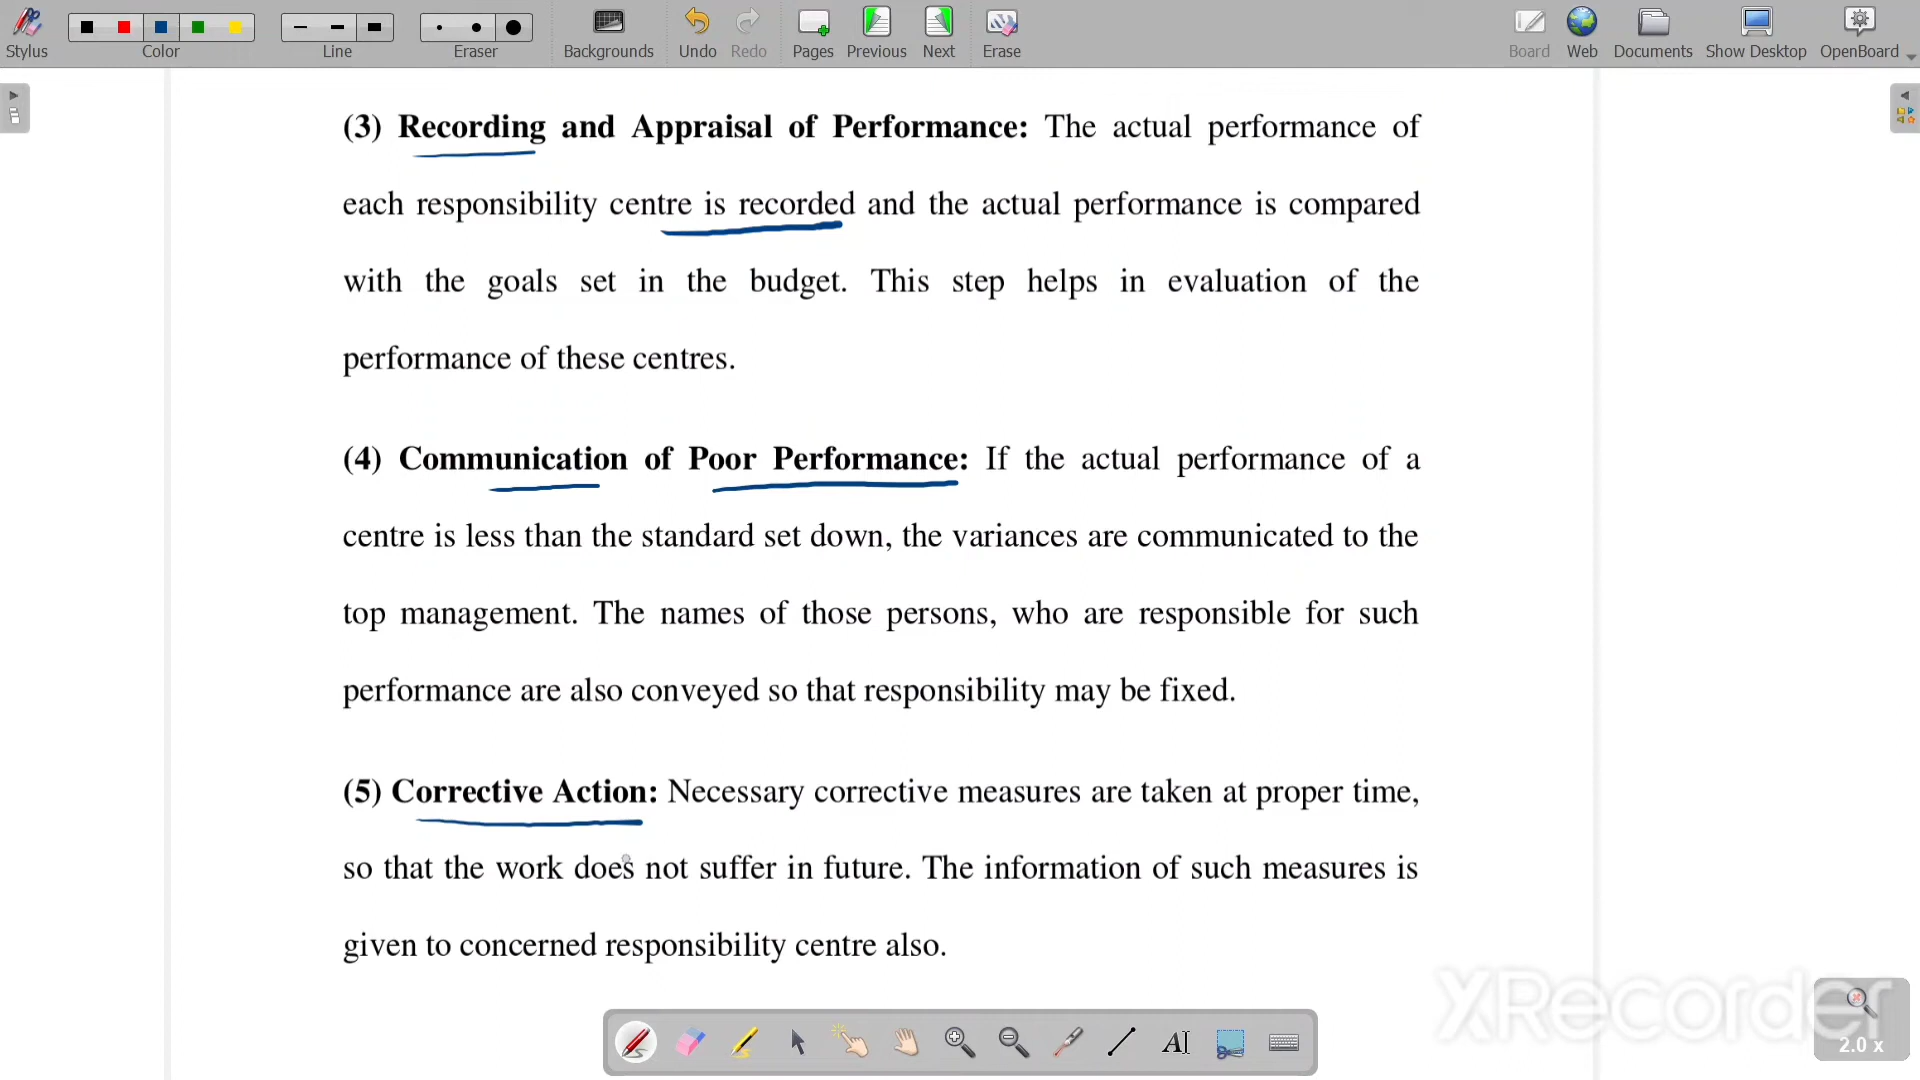 Stylus Color Line Eraser Backgrounds Undo Redo Pages Previous Next Erase Board Web Documents Show Desktop OpenBoard
(3) Recording and Appraisal of Performance: The actual performance of
each responsibility centre is recorded and the actual performance is compared
with the goals set in the budget. This step helps in evaluation of the
performance of these centres.
(4) Communication of Poor Performance: If the actual performance of a
centre is less than the standard set down, the variances are communicated to the
top management. The names of those persons, who are responsible for such
performance are also conveyed so that responsibility may be fixed.
(5) Corrective Action: Necessary corrective measures are taken at proper time,
so that the work does not suffer in future. The information of such measures is
given to concerned responsibility centre also.
XRecorder
2.0 x
AI